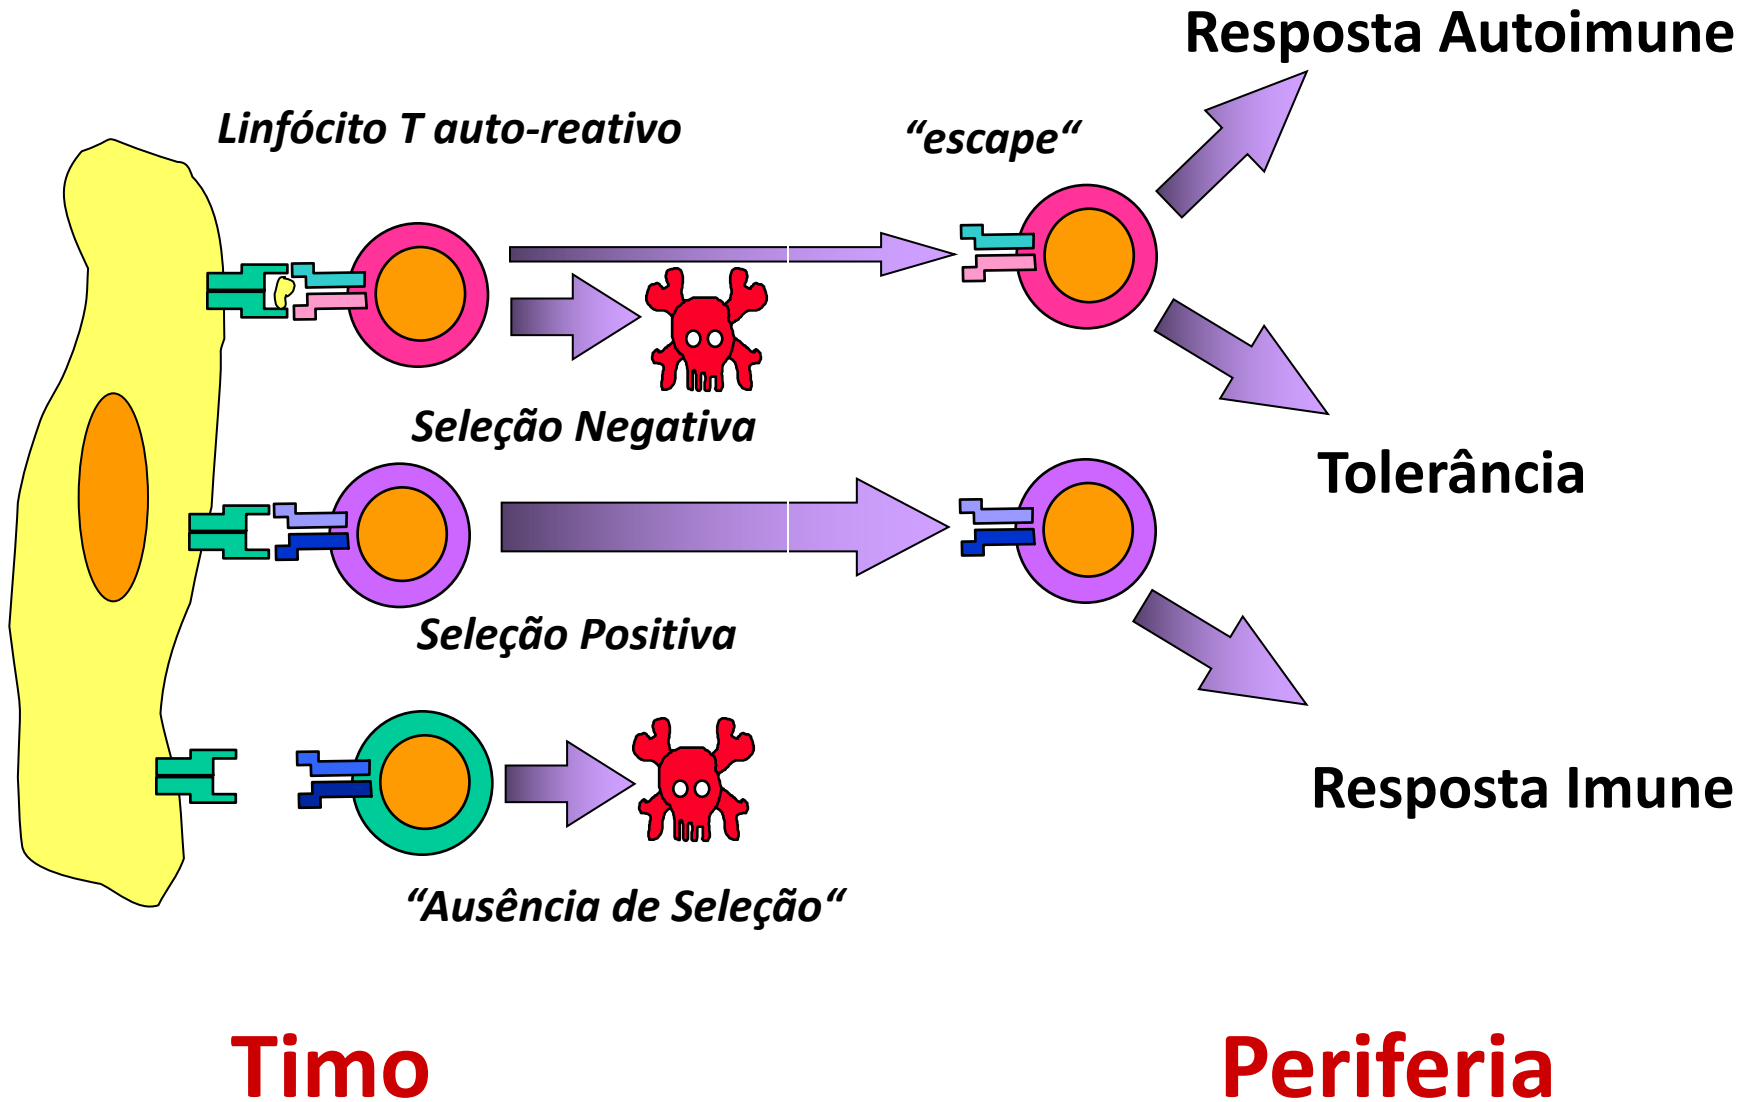 Resposta Autoimune
Linfócito T auto-reativo
“escape“
Seleção Negativa
Tolerância
Seleção Positiva
Resposta Imune
“Ausência de Seleção“
Timo
Periferia